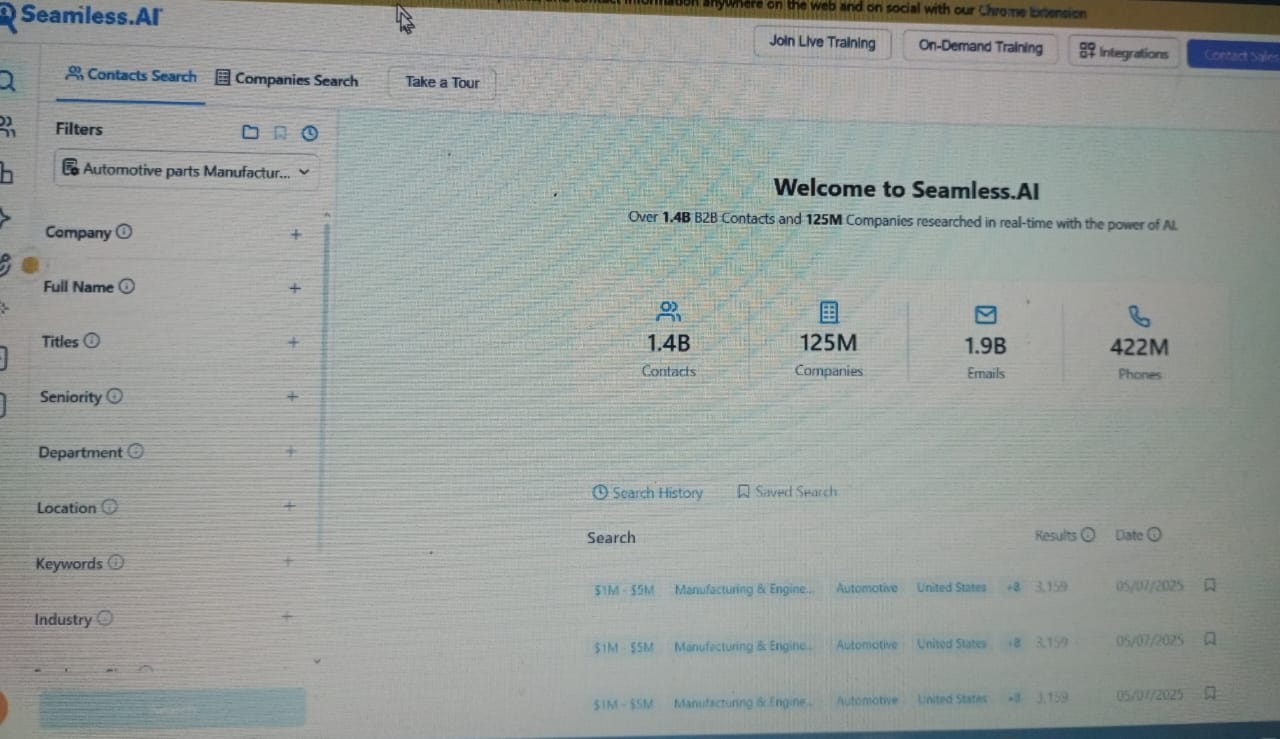 contact information anywhere on the web and on social with our Chrome Extension
Seamless.AI
Join Live Training
On-Demand Training
Integrations
Contact Sales
Contacts Search
Companies Search
Take a Tour
Filters
Automotive parts Manufactur...
Company
Full Name
Titles
Seniority
Department
Location
Keywords
Industry
Welcome to Seamless.AI
Over 1.4B B2B Contacts and 125M Companies researched in real-time with the power of AI.
1.4B
Contacts
125M
Companies
1.9B
Emails
422M
Phones
Search History
Saved Search
Search Results Date
$1M - $5M Manufacturing & Engine... Automotive United States +8 3,159 05/07/2025
$1M - $5M Manufacturing & Engine... Automotive United States +8 3,159 05/07/2025
$1M - $5M Manufacturing & Engine... Automotive United States +8 3,159 05/07/2025